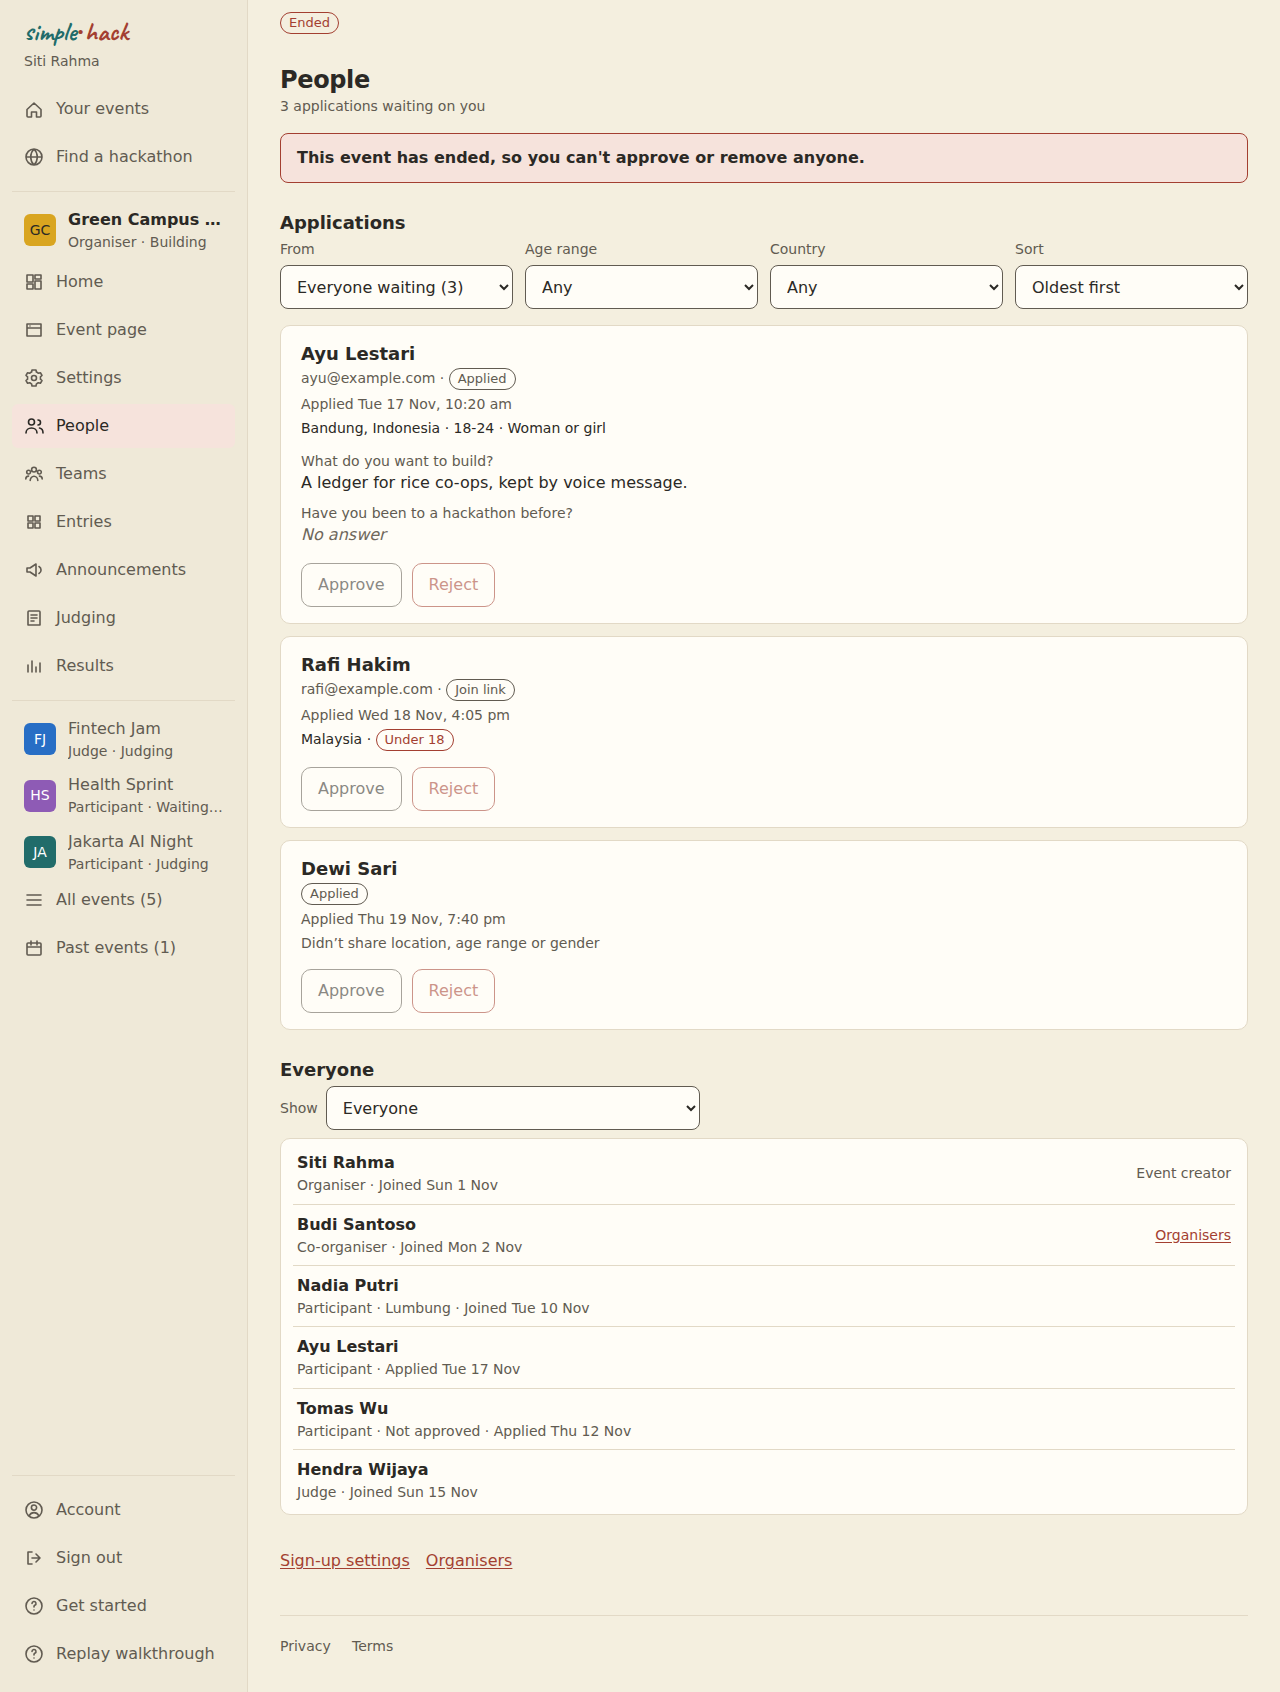 simple·hack
Siti Rahma
Your events
Find a hackathon
GC
Green Campus …
Organiser · Building
Home
Event page
Settings
People
Teams
Entries
Announcements
Judging
Results
FJ
Fintech Jam
Judge · Judging
HS
Health Sprint
Participant · Waiting…
JA
Jakarta AI Night
Participant · Judging
All events (5)
Past events (1)
Account
Sign out
Get started
Replay walkthrough
Ended
People
3 applications waiting on you
This event has ended, so you can't approve or remove anyone.
Applications
From Age range Country Sort
Everyone waiting (3) Any Any Oldest first
Ayu Lestari
ayu@example.com · Applied
Applied Tue 17 Nov, 10:20 am
Bandung, Indonesia · 18-24 · Woman or girl
What do you want to build?
A ledger for rice co-ops, kept by voice message.
Have you been to a hackathon before?
No answer
Approve Reject
Rafi Hakim
rafi@example.com · Join link
Applied Wed 18 Nov, 4:05 pm
Malaysia · Under 18
Approve Reject
Dewi Sari
Applied
Applied Thu 19 Nov, 7:40 pm
Didn’t share location, age range or gender
Approve Reject
Everyone
Show Everyone
Siti Rahma
Organiser · Joined Sun 1 Nov
Event creator
Budi Santoso
Co-organiser · Joined Mon 2 Nov
Organisers
Nadia Putri
Participant · Lumbung · Joined Tue 10 Nov
Ayu Lestari
Participant · Applied Tue 17 Nov
Tomas Wu
Participant · Not approved · Applied Thu 12 Nov
Hendra Wijaya
Judge · Joined Sun 15 Nov
Sign-up settings Organisers
Privacy Terms